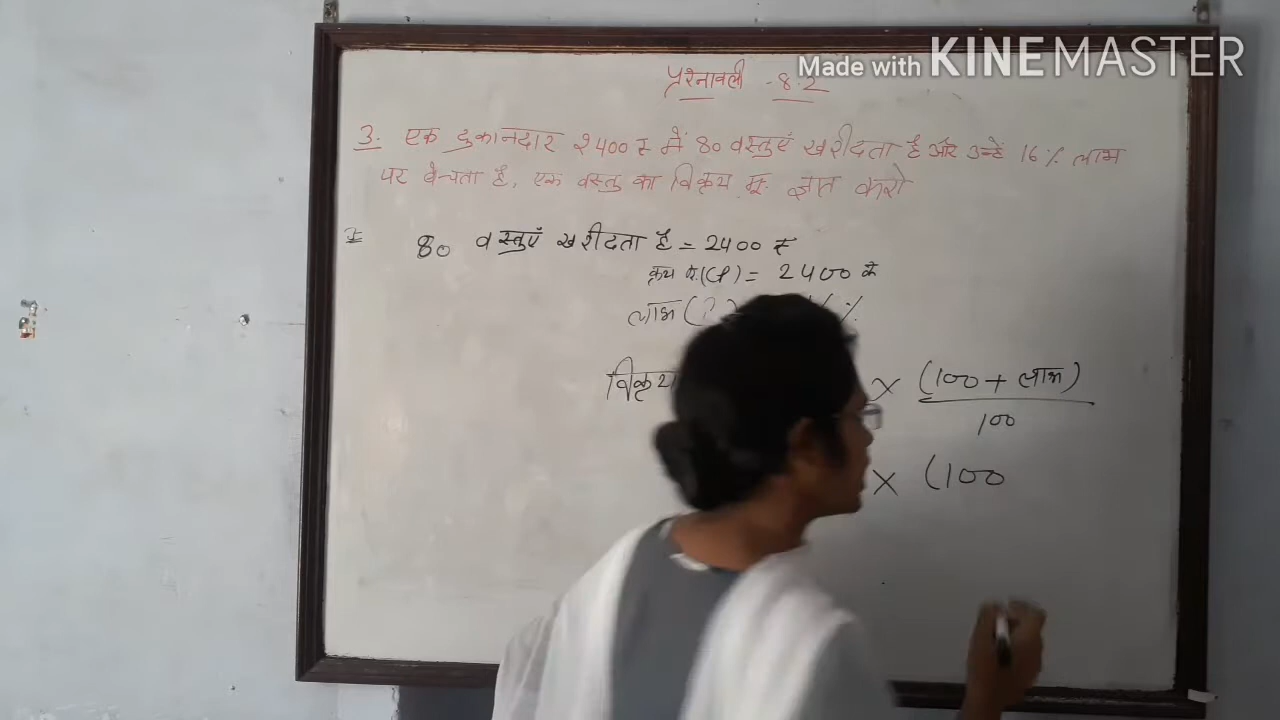 Made with KINEMASTER
प्रश्नावली - 8.2
3. एक दुकानदार 2400 ₹ में 80 वस्तुएं खरीदता है और उन्हें 16% लाभ
पर बेचता है, एक वस्तु का विक्रय मू. ज्ञात करो
80 वस्तुएं खरीदता है = 2400 ₹
क्रय मू. (CP) = 2400 ₹
लाभ ( %
विक्रय × (100 + लाभ)
100
× (100